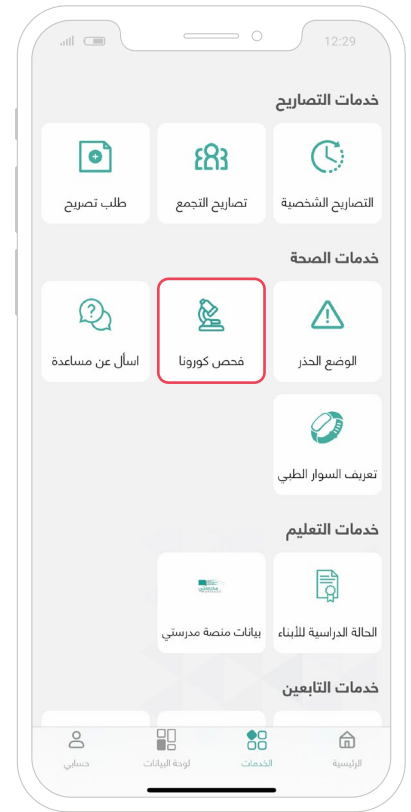 12:29
خدمات التصاريح
التصاريح الشخصية
تصاريح التجمع
طلب تصريح
خدمات الصحة
الوضع الحذر
فحص كورونا
اسأل عن مساعدة
تعريف السوار الطبي
خدمات التعليم
الحالة الدراسية للأبناء
بيانات منصة مدرستي
خدمات التابعين
الرئيسية
الخدمات
لوحة البيانات
حسابي